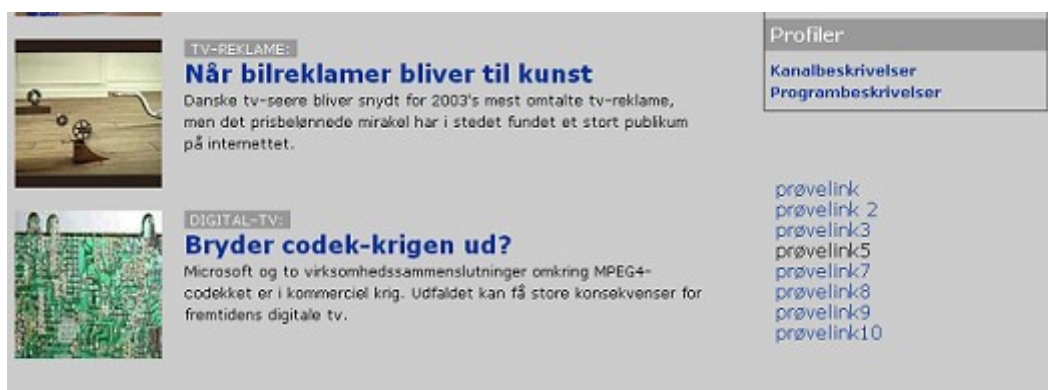 TV-REKLAME:
Når bilreklamer bliver til kunst
Danske tv-seere bliver snydt for 2003's mest omtalte tv-reklame,
men det prisbelønnede mirakel har i stedet fundet et stort publikum
på internettet.
DIGITAL-TV:
Bryder codek-krigen ud?
Microsoft og to virksomhedssammenslutninger omkring MPEG4-
codekket er i kommerciel krig. Udfaldet kan få store konsekvenser for
fremtidens digitale tv.
Profiler
Kanalbeskrivelser
Programbeskrivelser
prøvelink
prøvelink 2
prøvelink3
prøvelink5
prøvelink7
prøvelink8
prøvelink9
prøvelink10